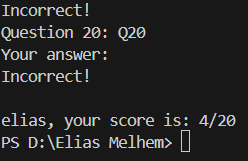 Incorrect!
Question 20: Q20
Your answer:
Incorrect!
elias, your score is: 4/20
PS D:\Elias Melhem>